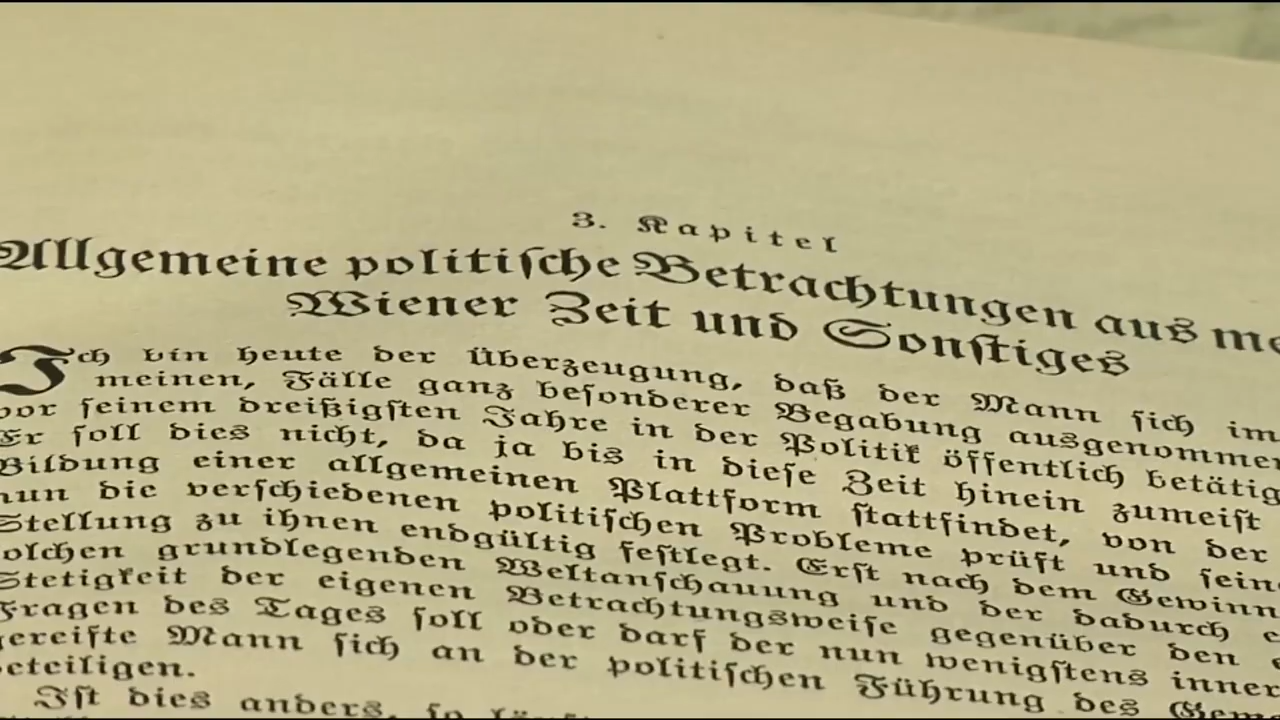 3. Kapitel
Allgemeine politische Betrachtungen aus me
Wiener Zeit und Sonstiges
Ich bin heute der Überzeugung, daß der Mann sich im
meinen, Fälle ganz besonderer Begabung ausgenommen
vor seinem dreißigsten Jahre in der Politik öffentlich betätig
Er soll dies nicht, da ja bis in diese Zeit hinein zumeist
Bildung einer allgemeinen Plattform stattfindet, von der
nun die verschiedenen politischen Probleme prüft und seine
Stellung zu ihnen endgültig festlegt. Erst nach dem Gewinn
olchen grundlegenden Weltanschauung und der dadurch e
Stetigkeit der eigenen Betrachtungsweise gegenüber den e
Fragen des Tages soll oder darf der nun wenigstens inner
gereifte Mann sich an der politischen Führung des Gem
beteiligen.
Ist dies anders, so